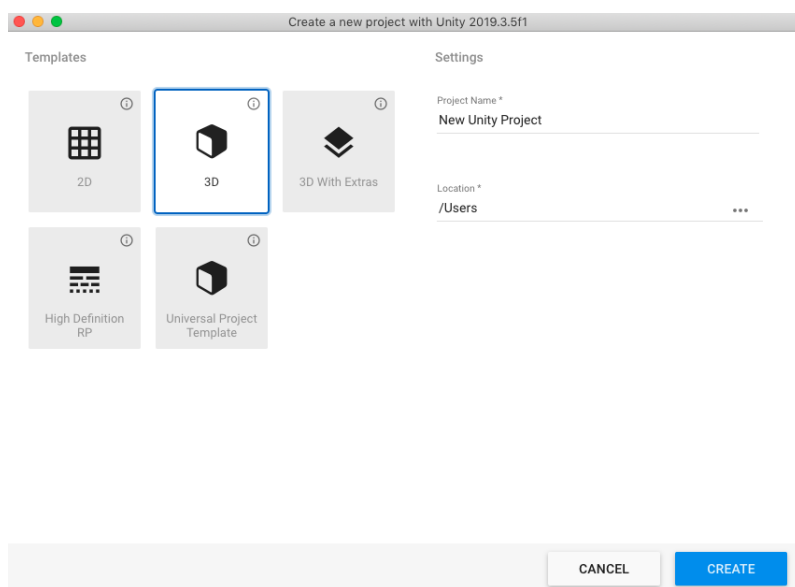 Create a new project with Unity 2019.3.5f1
Templates
Settings
2D
3D
3D With Extras
High Definition
RP
Universal Project
Template
Project Name *
New Unity Project
Location *
/Users
CANCEL
CREATE